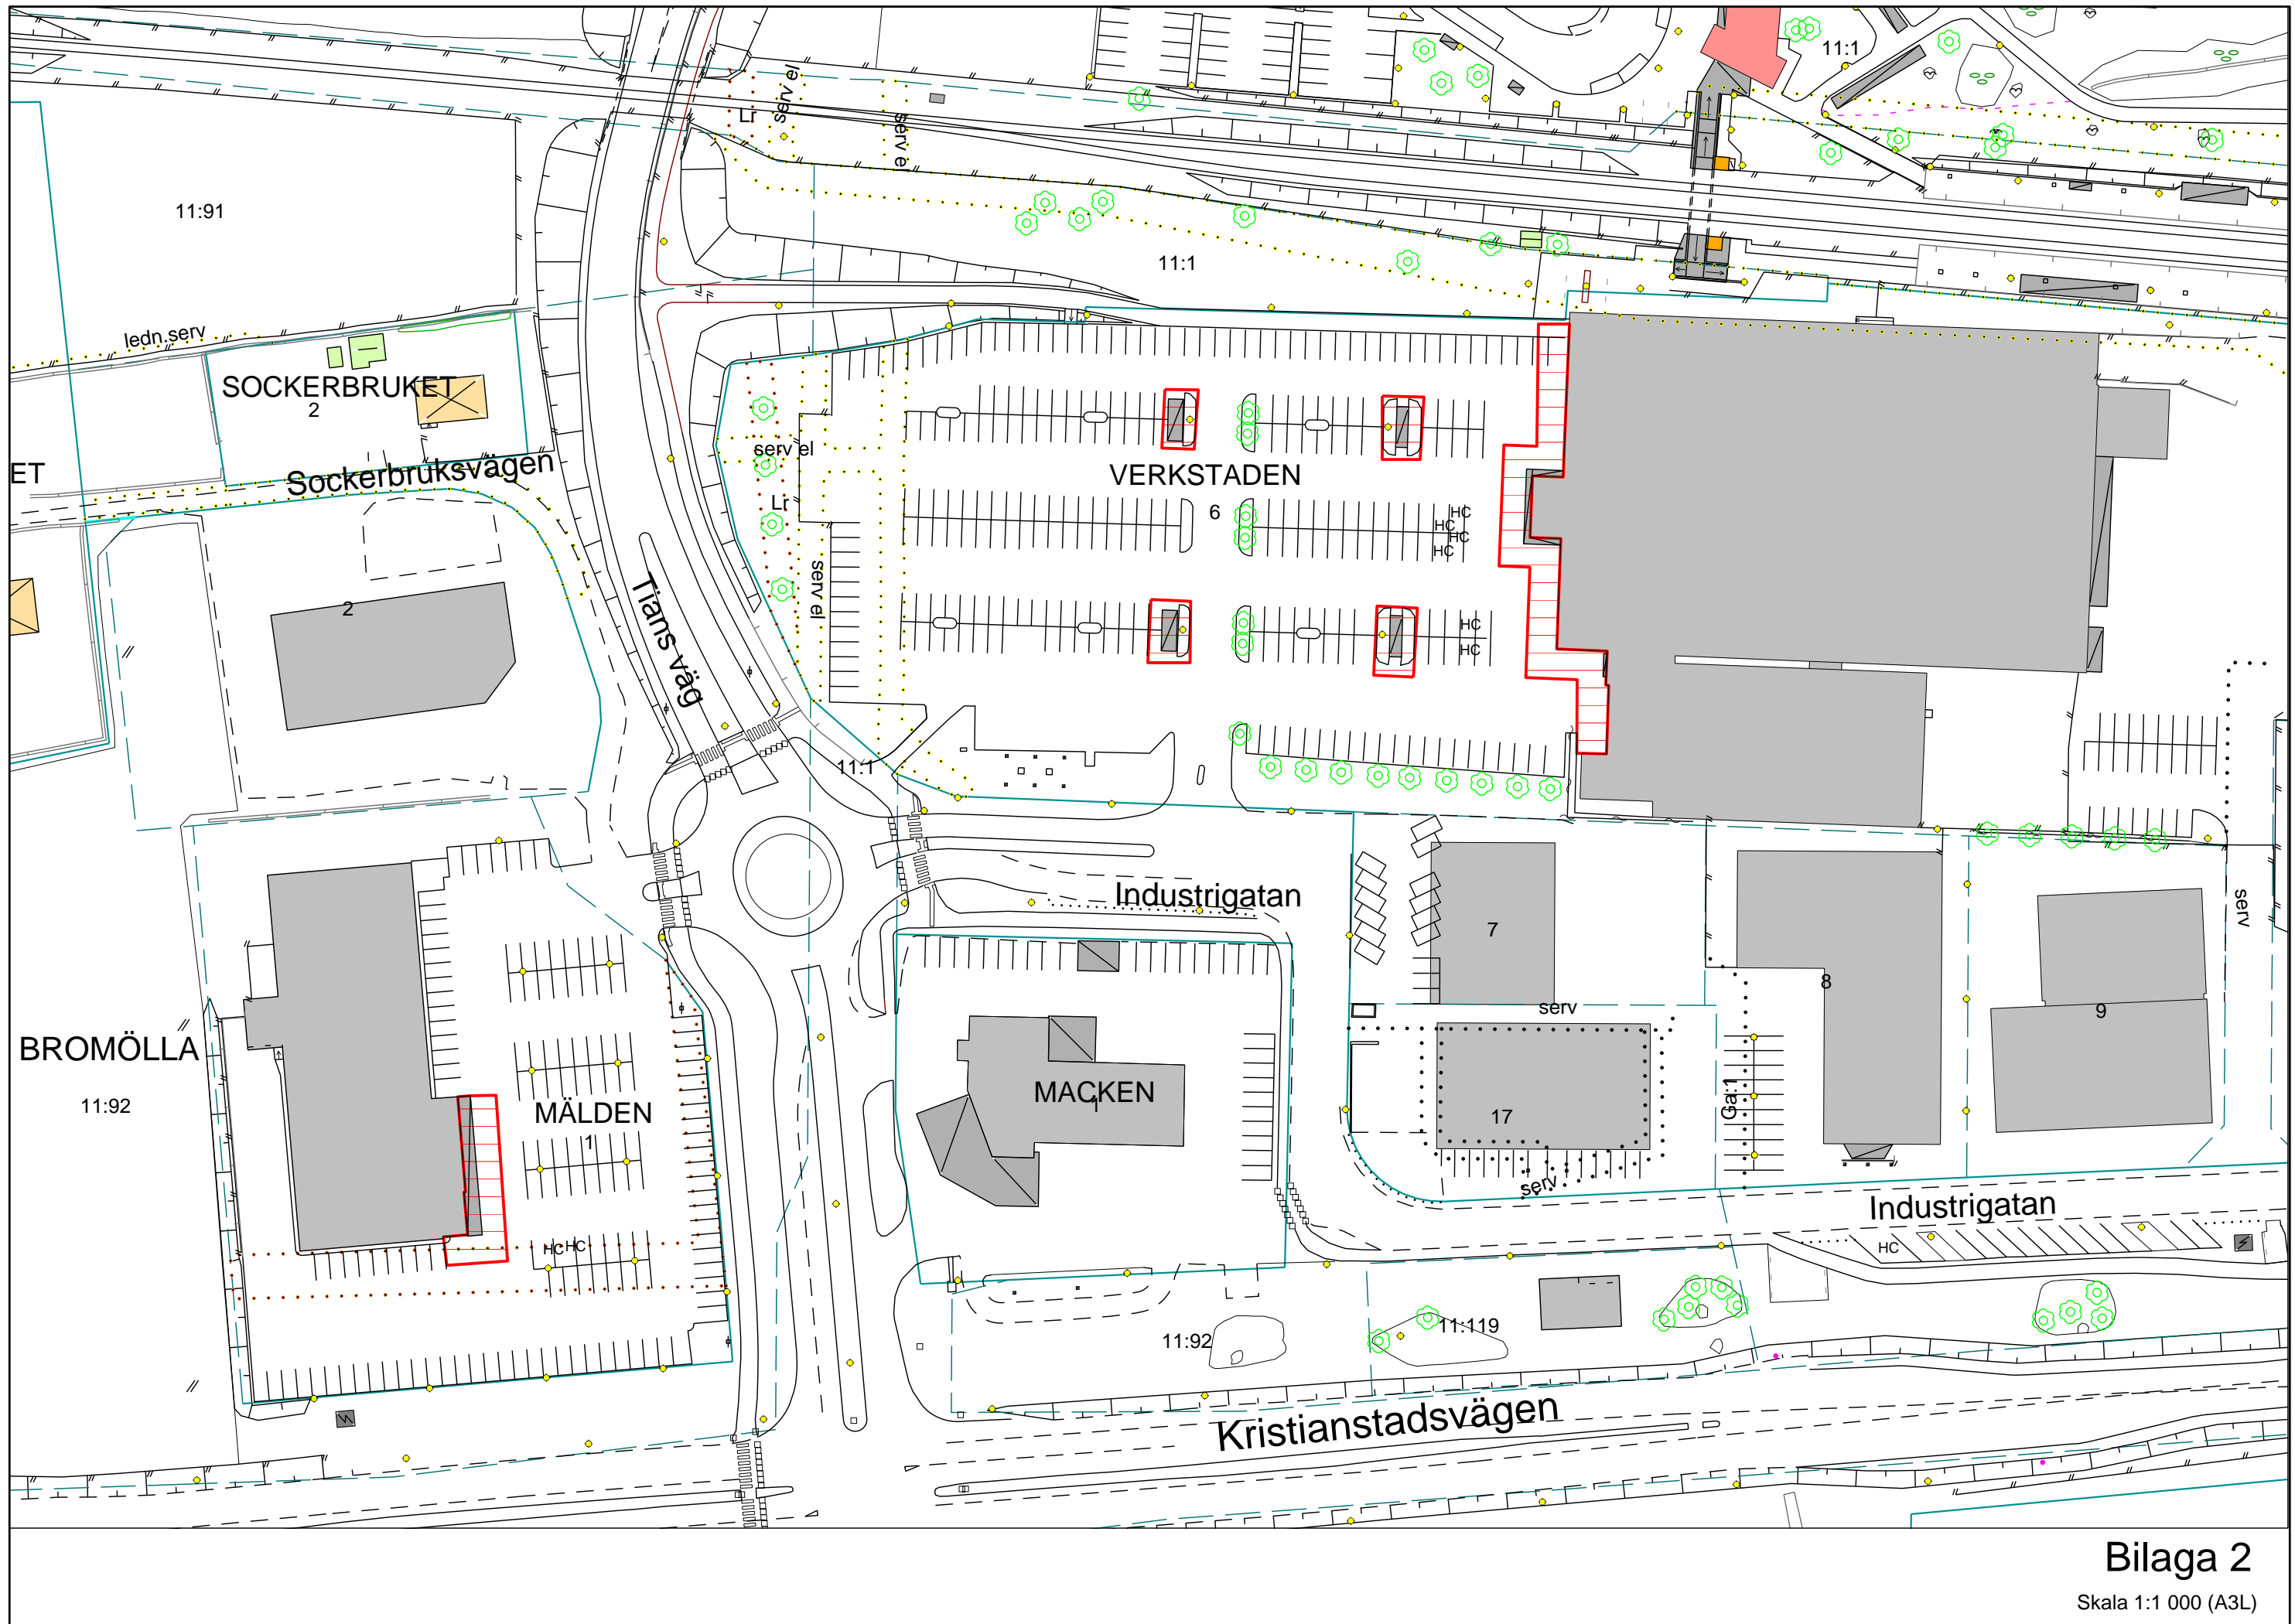 11:1
Lr
serv el
serv el
11:91
11:1
ledn.serv
SOCKERBRUKET
2
ET
Sockerbruksvägen
serv el
VERKSTADEN
6
Lr
HC
HC
HC
HC
serv el
2
Tians väg
HC
HC
11:1
Industrigatan
7
serv
8
9
serv
BROMÖLLA
11:92
MÄLDEN
1
MACKEN
1
17
Ga:1
serv
Industrigatan
HC
HC
HC
11:92
11:119
Kristianstadsvägen
Bilaga 2
Skala 1:1 000 (A3L)